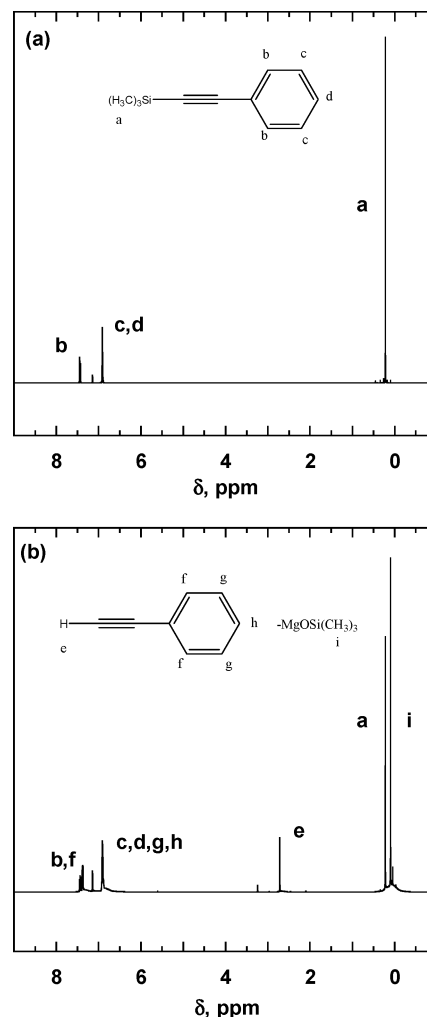 (a)
b c
(H₃C)₃Si d
a
b c
a
c,d
b
8 6 4 2 0
δ, ppm
(b)
f g
H h -MgOSi(CH₃)₃
e i
f g
a i
e
c,d,g,h
b,f
8 6 4 2 0
δ, ppm